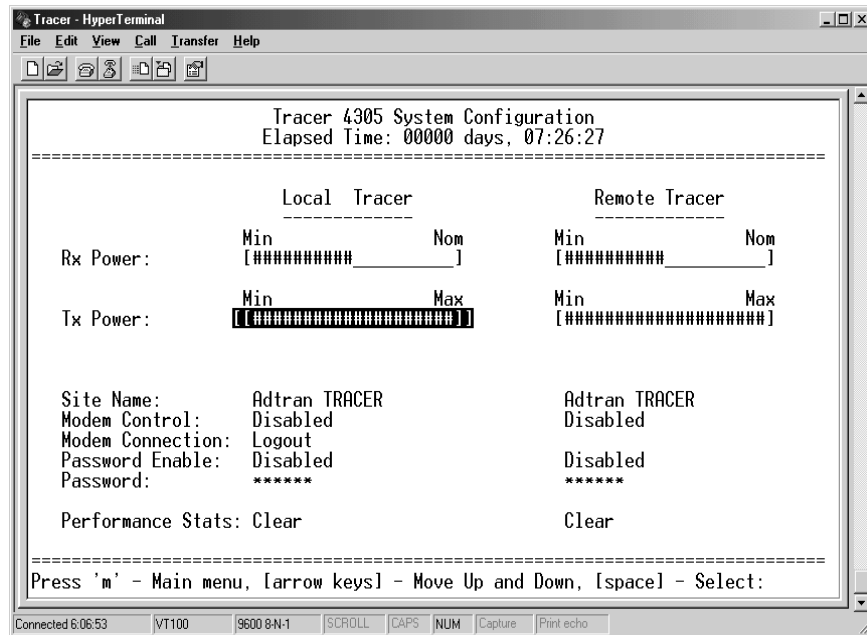 Tracer - HyperTerminal
File Edit View Call Transfer Help
Tracer 4305 System Configuration
Elapsed Time: 00000 days, 07:26:27
================================================================================
Local Tracer Remote Tracer
------------- -------------
Min Nom Min Nom
Rx Power: [##########__________] [##########__________]
Min Max Min Max
Tx Power: [[####################]] [####################]
Site Name: Adtran TRACER Adtran TRACER
Modem Control: Disabled Disabled
Modem Connection: Logout
Password Enable: Disabled Disabled
Password: ****** ******
Performance Stats: Clear Clear
================================================================================
Press 'm' - Main menu, [arrow keys] - Move Up and Down, [space] - Select:
Connected 6:06:53 VT100 9600 8-N-1 SCROLL CAPS NUM Capture Print echo